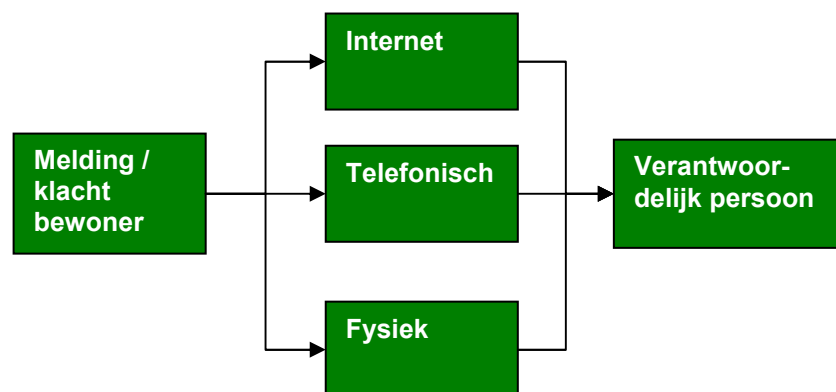 Internet
Melding /
klacht
bewoner
Telefonisch
Verantwoor-
delijk persoon
Fysiek